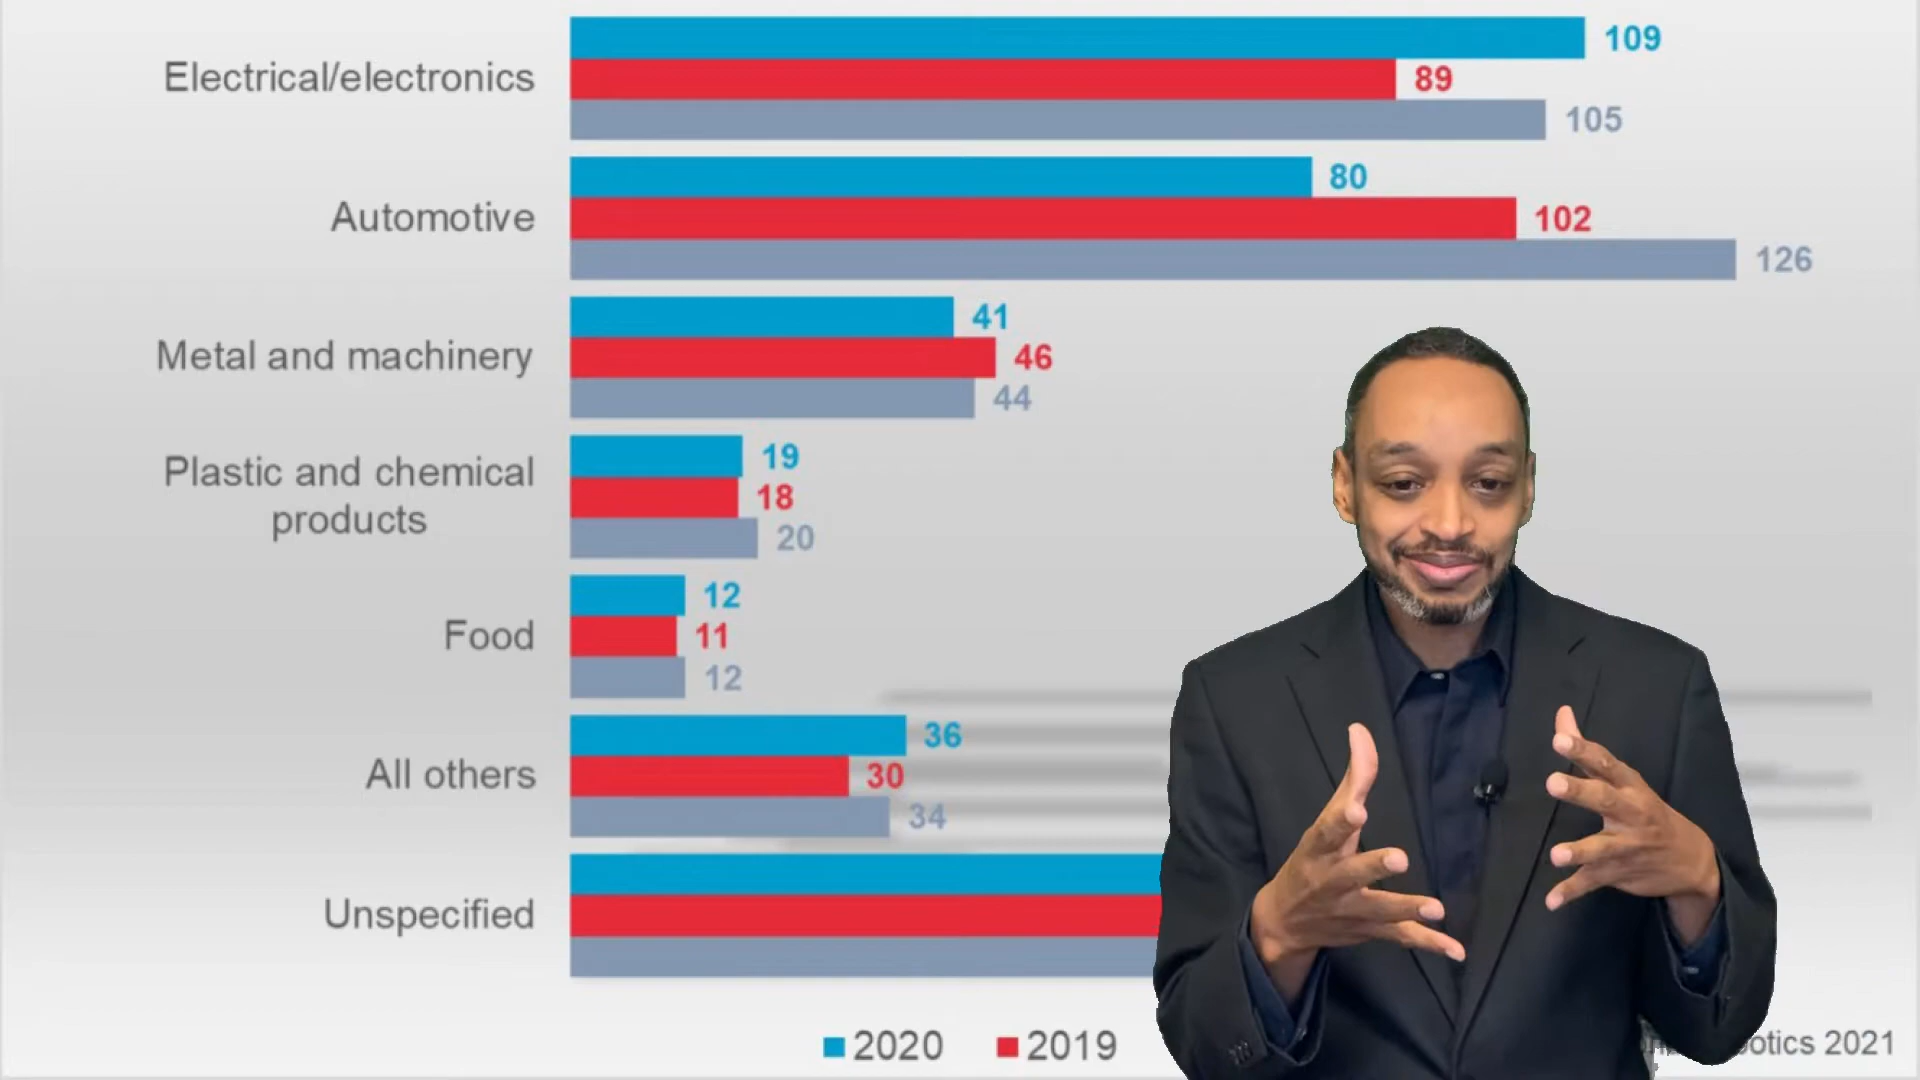 109
Electrical/electronics
89
105
80
Automotive
102
126
41
Metal and machinery
46
44
19
Plastic and chemical
products
18
20
12
Food
11
12
36
All others
30
34
Unspecified
2020
2019
2021